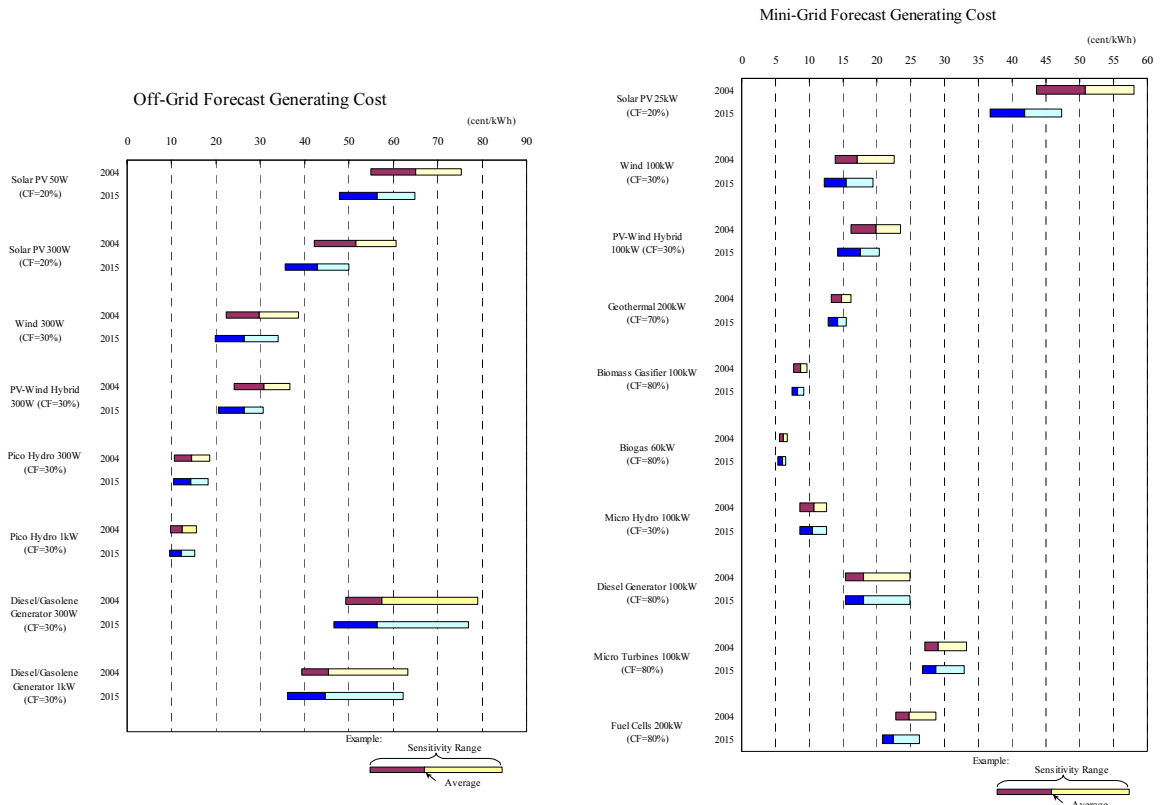 Off-Grid Forecast Generating Cost
(cent/kWh)
0 10 20 30 40 50 60 70 80 90
Solar PV 50W
(CF=20%)
2004
2015
Solar PV 300W
(CF=20%)
2004
2015
Wind 300W
(CF=30%)
2004
2015
PV-Wind Hybrid
300W (CF=30%)
2004
2015
Pico Hydro 300W
(CF=30%)
2004
2015
Pico Hydro 1kW
(CF=30%)
2004
2015
Diesel/Gasolene
Generator 300W
(CF=30%)
2004
2015
Diesel/Gasolene
Generator 1kW
(CF=30%)
2004
2015
Example:
Sensitivity Range
Average
Mini-Grid Forecast Generating Cost
(cent/kWh)
0 5 10 15 20 25 30 35 40 45 50 55 60
Solar PV 25kW
(CF=20%)
2004
2015
Wind 100kW
(CF=30%)
2004
2015
PV-Wind Hybrid
100kW (CF=30%)
2004
2015
Geothermal 200kW
(CF=70%)
2004
2015
Biomass Gasifier 100kW
(CF=80%)
2004
2015
Biogas 60kW
(CF=80%)
2004
2015
Micro Hydro 100kW
(CF=30%)
2004
2015
Diesel Generator 100kW
(CF=80%)
2004
2015
Micro Turbines 100kW
(CF=80%)
2004
2015
Fuel Cells 200kW
(CF=80%)
2004
2015
Example:
Sensitivity Range
Average